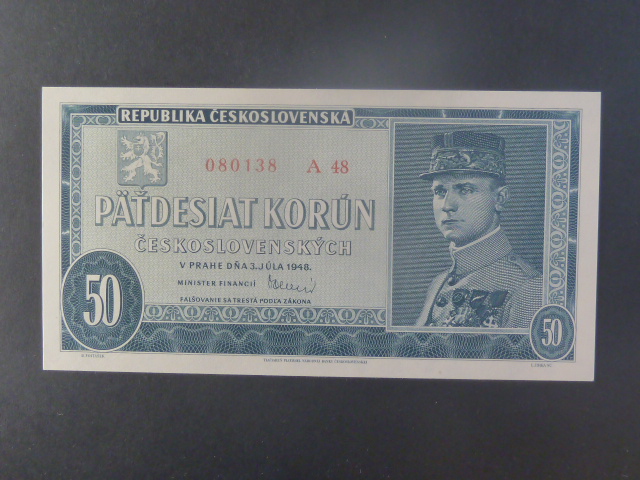 REPUBLIKA ČESKOSLOVENSKÁ
080138 A 48
PÄŤDESIAT KORÚN
ČESKOSLOVENSKÝCH
V PRAHE DŇA 3. JÚLA 1948.
MINISTER FINANCIÍ
FALŠOVANIE SA TRESTÁ PODĽA ZÁKONA
50
50